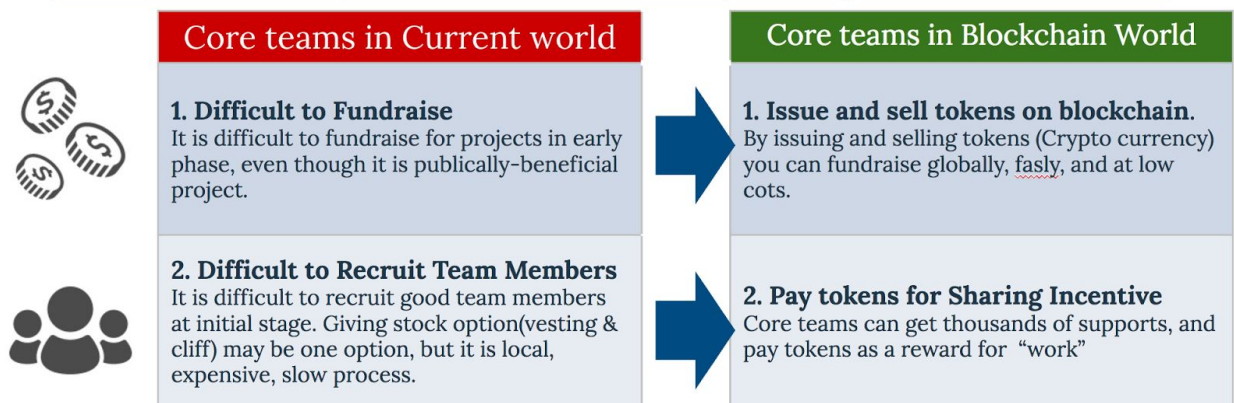 Core teams in Current world
Core teams in Blockchain World
1. Difficult to Fundraise
It is difficult to fundraise for projects in early
phase, even though it is publically-beneficial
project.
1. Issue and sell tokens on blockchain.
By issuing and selling tokens (Crypto currency)
you can fundraise globally, fasly, and at low
cots.
2. Difficult to Recruit Team Members
It is difficult to recruit good team members
at initial stage. Giving stock option(vesting &
cliff) may be one option, but it is local,
expensive, slow process.
2. Pay tokens for Sharing Incentive
Core teams can get thousands of supports, and
pay tokens as a reward for “work”